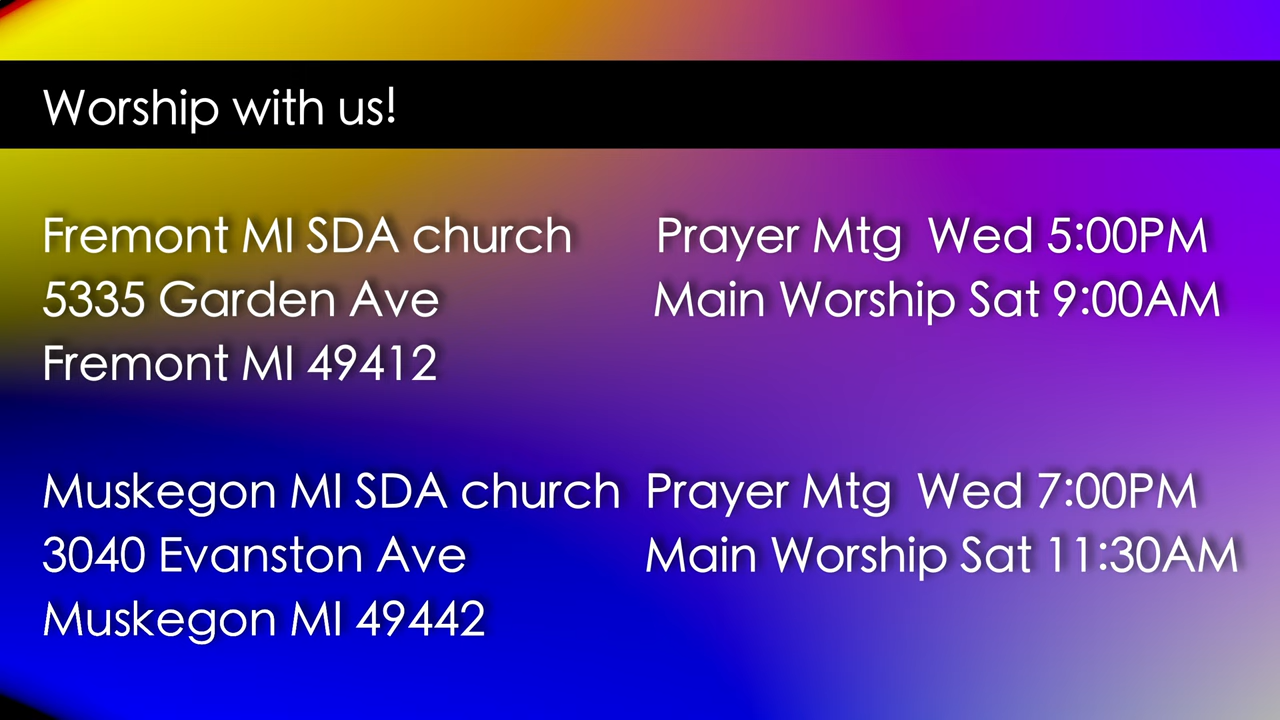 Worship with us!
Fremont MI SDA church
5335 Garden Ave
Fremont MI 49412
Prayer Mtg  Wed 5:00PM
Main Worship Sat 9:00AM
Muskegon MI SDA church
3040 Evanston Ave
Muskegon MI 49442
Prayer Mtg  Wed 7:00PM
Main Worship Sat 11:30AM